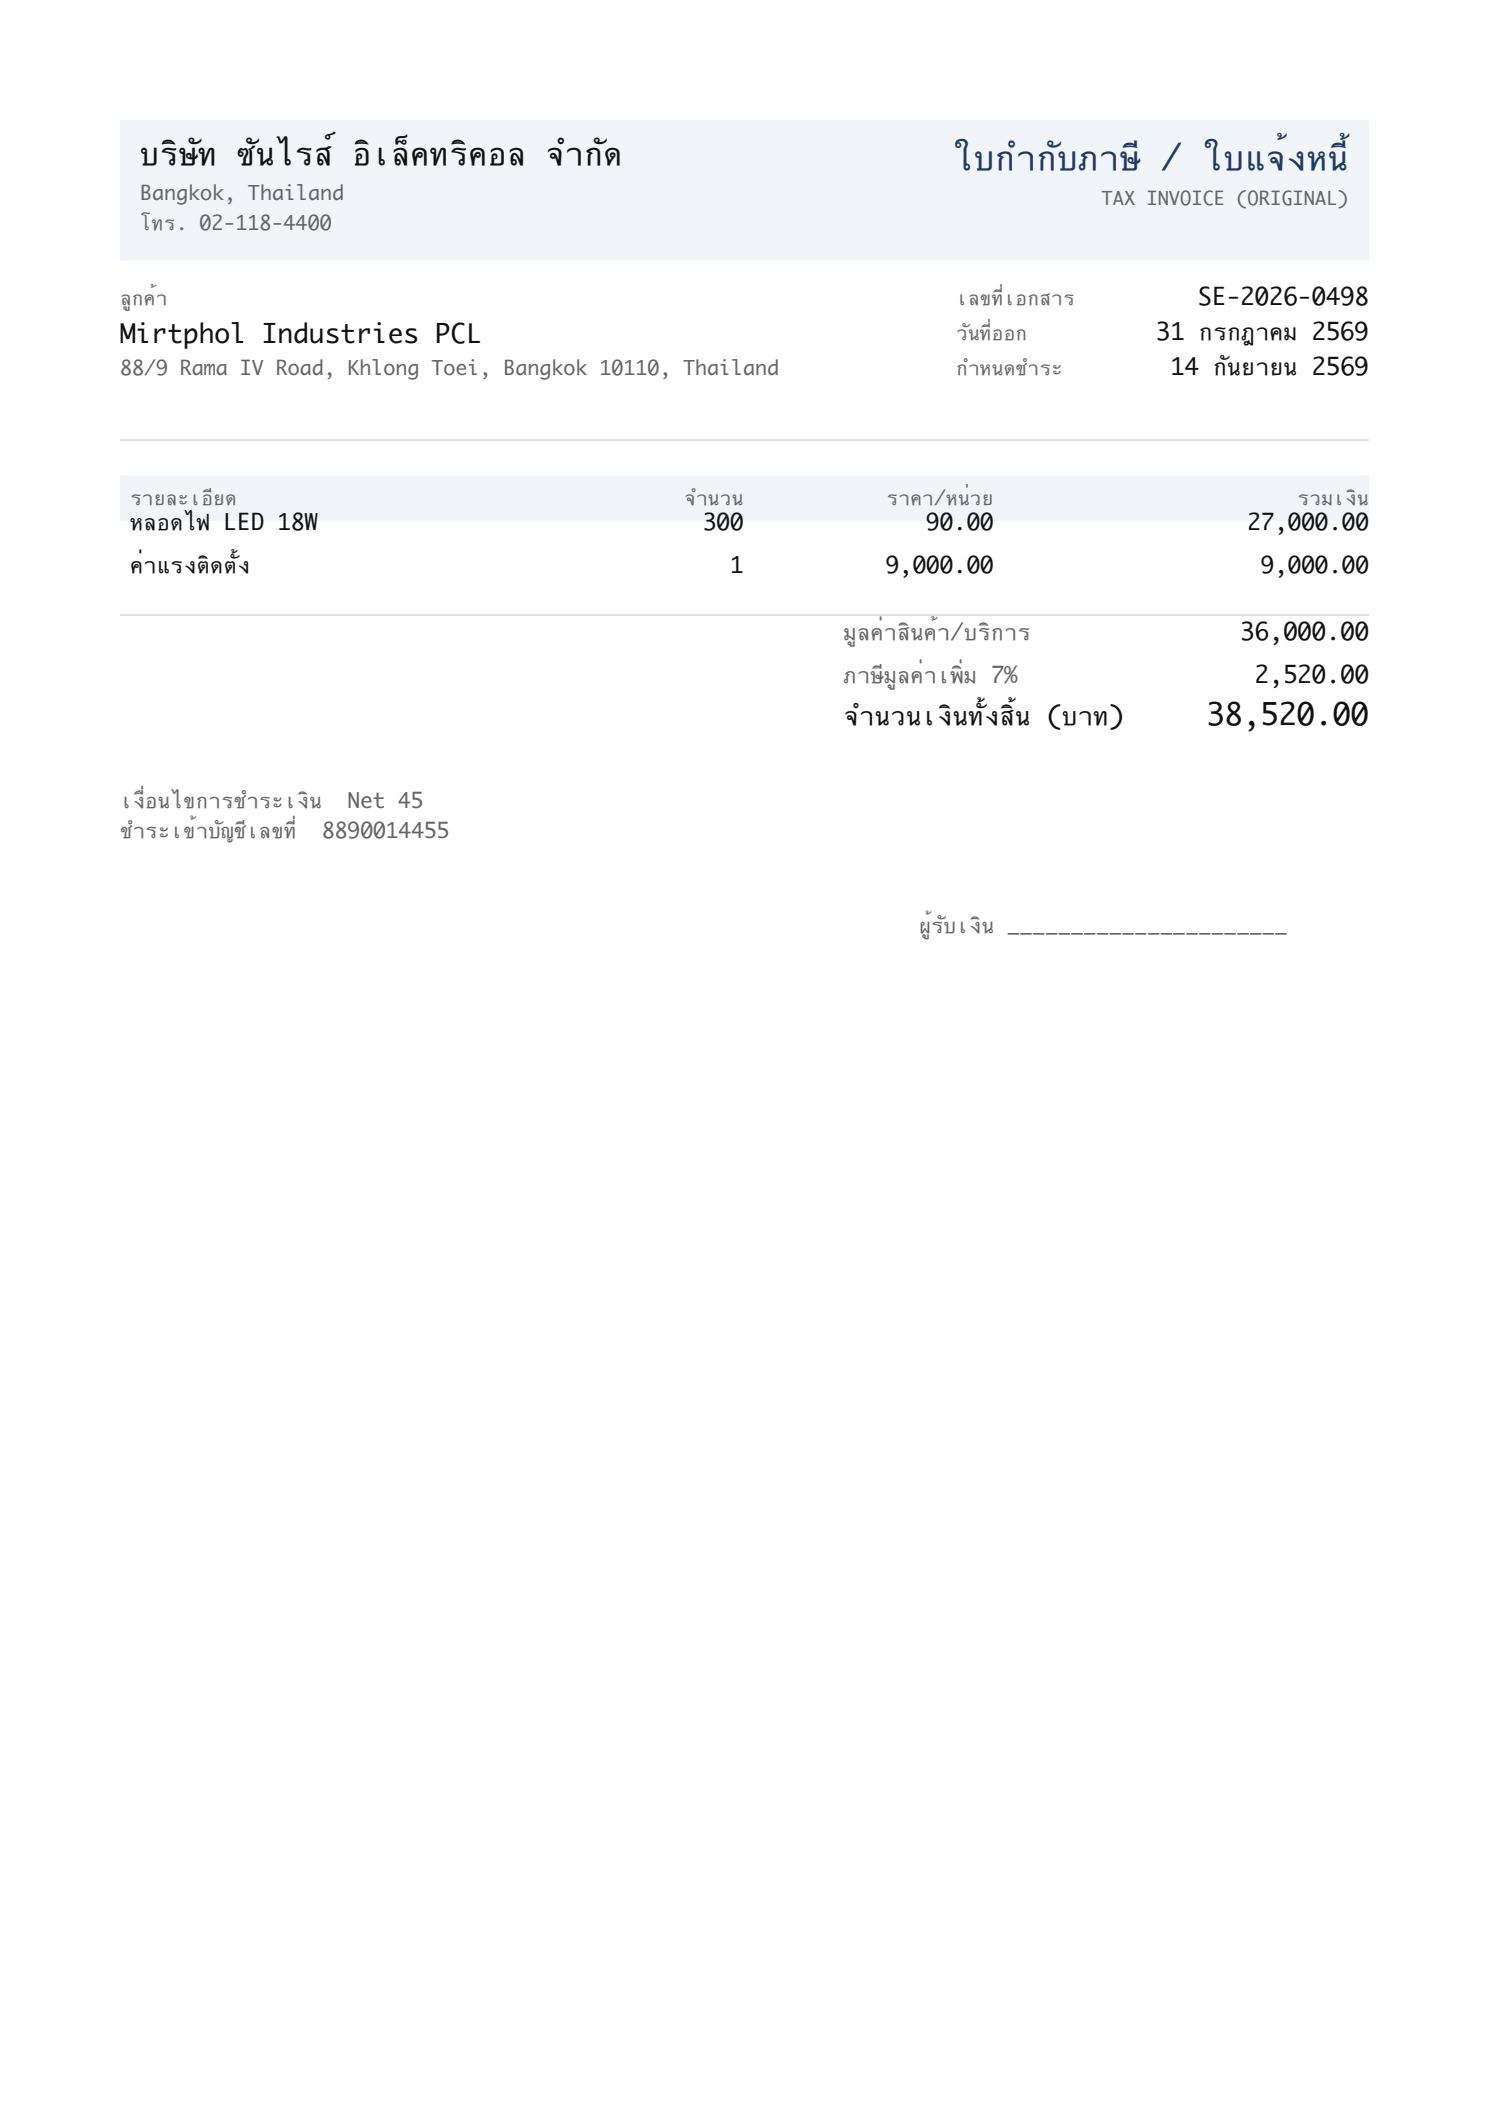 บริษัท ซันไรส์ อิเล็คทริคอล จำกัด
ใบกำกับภาษี / ใบแจ้งหนี้
Bangkok, Thailand
TAX INVOICE (ORIGINAL)
โทร. 02-118-4400
ลูกค้า
เลขที่เอกสาร SE-2026-0498
Mirtphol Industries PCL
วันที่ออก 31 กรกฎาคม 2569
88/9 Rama IV Road, Khlong Toei, Bangkok 10110, Thailand
กำหนดชำระ 14 กันยายน 2569
รายละเอียด จำนวน ราคา/หน่วย รวมเงิน
หลอดไฟ LED 18W 300 90.00 27,000.00
ค่าแรงติดตั้ง 1 9,000.00 9,000.00
มูลค่าสินค้า/บริการ 36,000.00
ภาษีมูลค่าเพิ่ม 7% 2,520.00
จำนวนเงินทั้งสิ้น (บาท) 38,520.00
เงื่อนไขการชำระเงิน Net 45
ชำระเข้าบัญชีเลขที่ 8890014455
ผู้รับเงิน ______________________